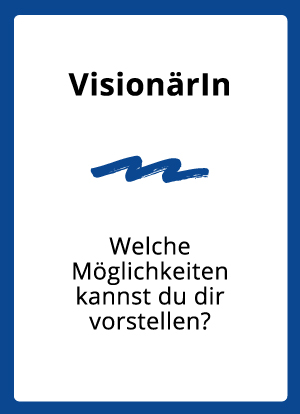 VisionärIn
Welche
Möglichkeiten
kannst du dir
vorstellen?